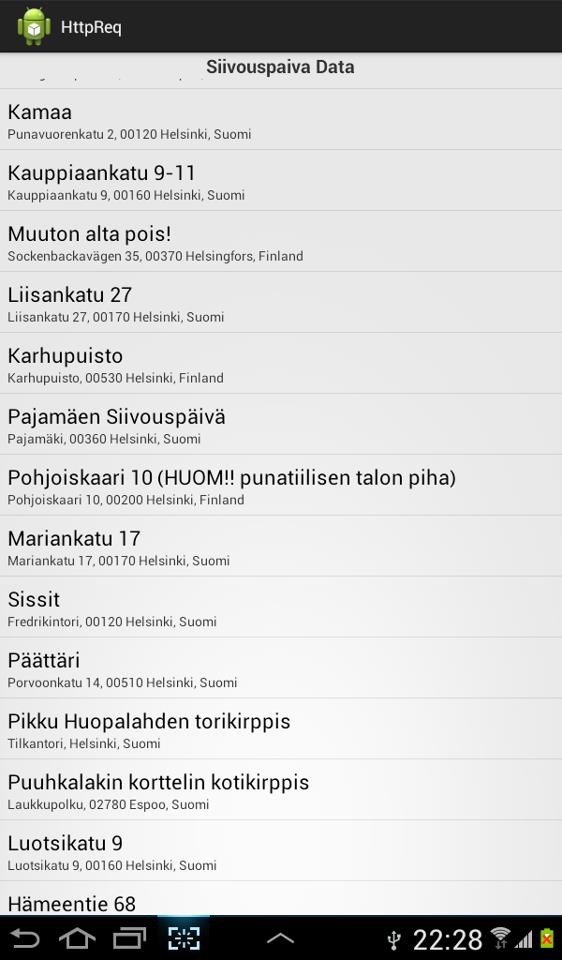 HttpReq
Siivouspaiva Data
Kamaa
Punavuorenkatu 2, 00120 Helsinki, Suomi
Kauppiaankatu 9-11
Kauppiaankatu 9, 00160 Helsinki, Suomi
Muuton alta pois!
Sockenbackavägen 35, 00370 Helsingfors, Finland
Liisankatu 27
Liisankatu 27, 00170 Helsinki, Suomi
Karhupuisto
Karhupuisto, 00530 Helsinki, Finland
Pajamäen Siivouspäivä
Pajamäki, 00360 Helsinki, Suomi
Pohjoiskaari 10 (HUOM!! punatiilisen talon piha)
Pohjoiskaari 10, 00200 Helsinki, Finland
Mariankatu 17
Mariankatu 17, 00170 Helsinki, Suomi
Sissit
Fredrikintori, 00120 Helsinki, Suomi
Päättäri
Porvoonkatu 14, 00510 Helsinki, Suomi
Pikku Huopalahden torikirppis
Tilkantori, Helsinki, Suomi
Puuhkalakin korttelin kotikirppis
Laukkupolku, 02780 Espoo, Suomi
Luotsikatu 9
Luotsikatu 9, 00160 Helsinki, Suomi
Hämeentie 68
22:28